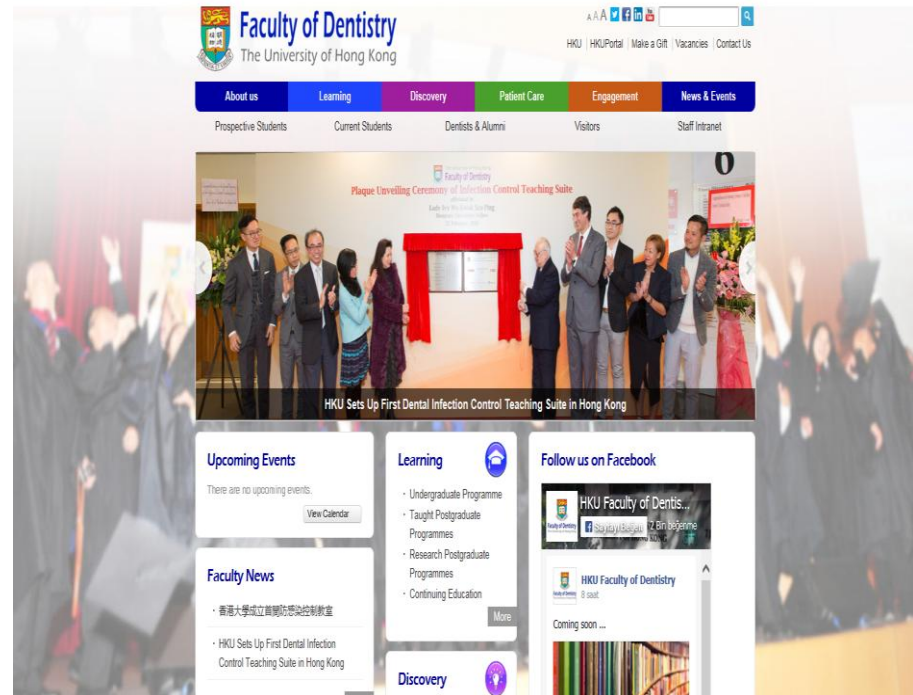 Faculty of Dentistry
The University of Hong Kong
A A A
HKU | HKUPortal | Make a Gift | Vacancies | Contact Us
About us Learning Discovery Patient Care Engagement News & Events
Prospective Students Current Students Dentists & Alumni Visitors Staff Intranet
Faculty of Dentistry
Plaque Unveiling Ceremony of Infection Control Teaching Suite
6
HKU Sets Up First Dental Infection Control Teaching Suite in Hong Kong
Upcoming Events
There are no upcoming events.
View Calendar
Faculty News
· 香港大學成立首間防感染控制教室
· HKU Sets Up First Dental Infection
Control Teaching Suite in Hong Kong
Learning
· Undergraduate Programme
· Taught Postgraduate
Programmes
· Research Postgraduate
Programmes
· Continuing Education
More
Discovery
Follow us on Facebook
HKU Faculty of Dentis...
Sayfayı Beğen 2 Bin beğenme
HKU Faculty of Dentistry
8 saat
Coming soon ...